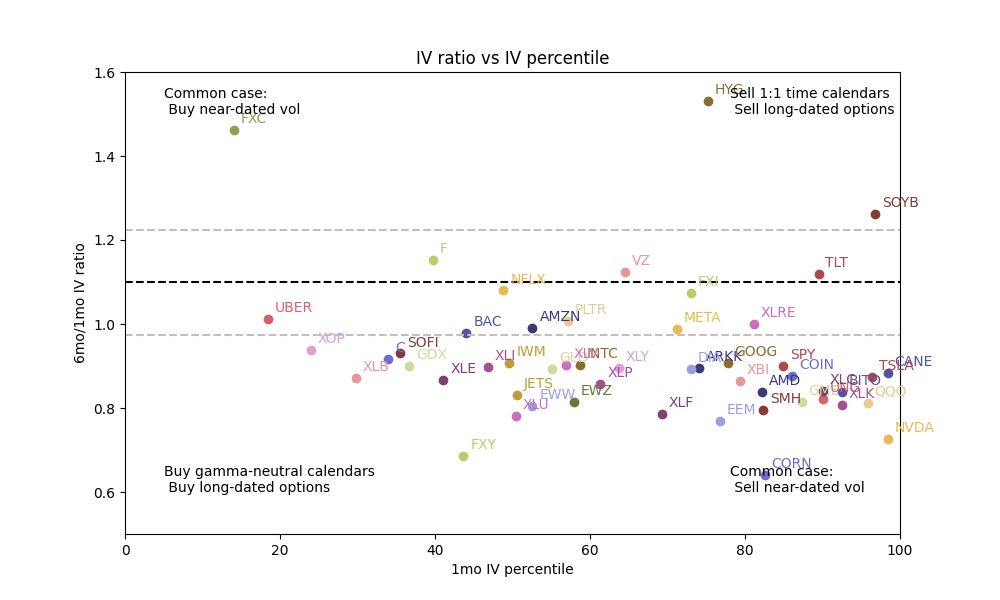 IV ratio vs IV percentile
1.6
Common case:
Buy near-dated vol
HYG
Sell 1:1 time calendars
Sell long-dated options
FXC
1.4
SOYB
1.2
F
VZ
TLT
NFLX
FXI
UBER
PLTR
XLRE
META
AMZN
BAC
1.0
XOP
SOFI
C
GDX
IWM
XLI
INTC
XLY
DIA
ARKK
GOOG
SPY
COIN
TSLA
CANE
XLB
XLE
XLP
XBI
AMD
XLC
BITO
UNG
XLK
QQQ
JETS
EWW
EWZ
SMH
XLU
XLF
EEM
0.8
NVDA
FXY
CORN
Buy gamma-neutral calendars
Buy long-dated options
Common case:
Sell near-dated vol
0.6
6mo/1mo IV ratio
0
20
40
60
80
100
1mo IV percentile